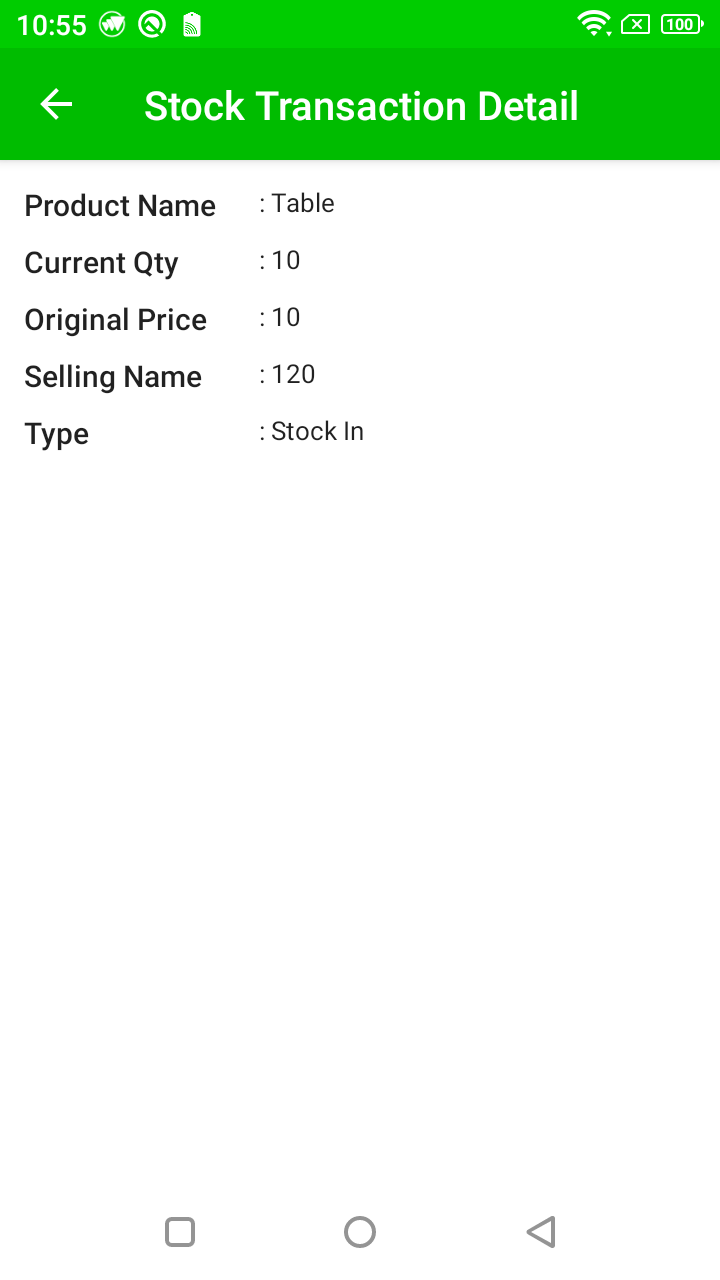 10:55
100
Stock Transaction Detail
Product Name : Table
Current Qty : 10
Original Price : 10
Selling Name : 120
Type : Stock In